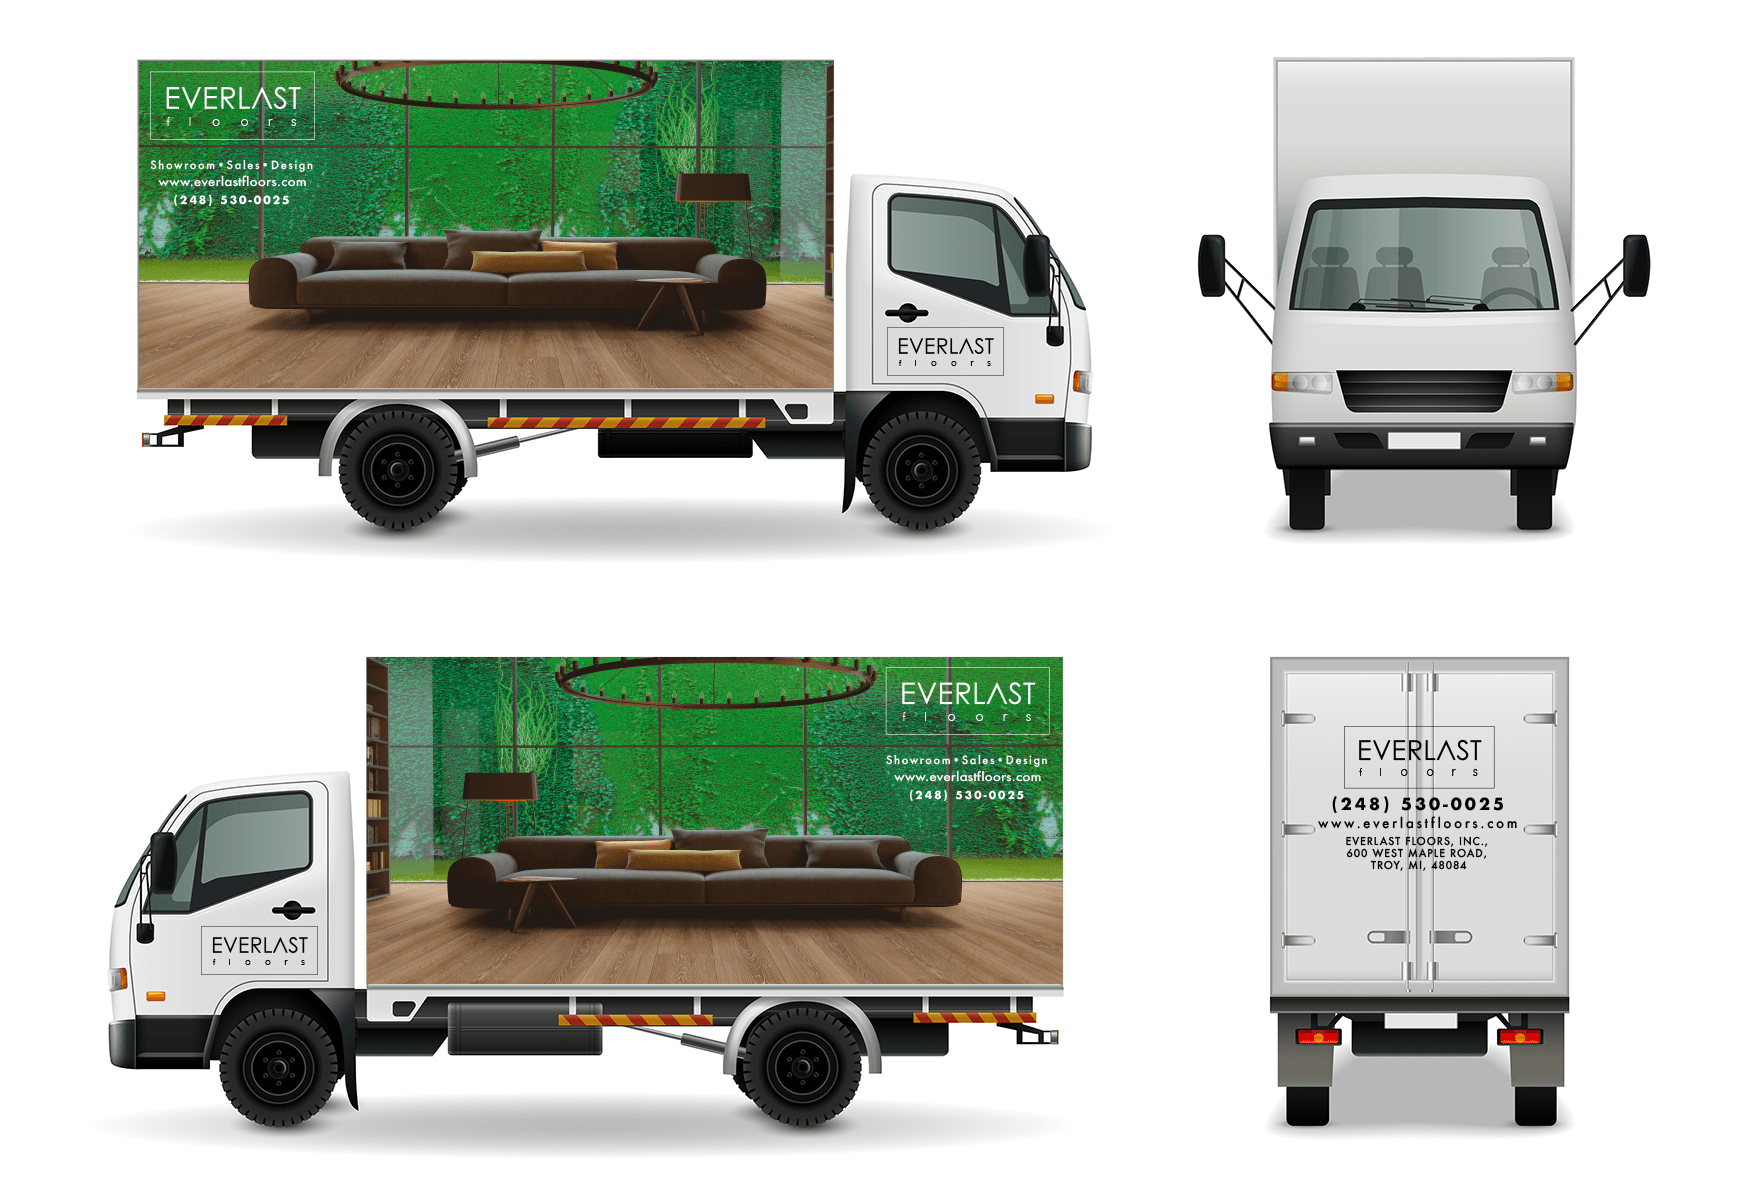 EVERLAST
floors
Showroom•Sales•Design
www.everlastfloors.com
(248) 530-0025
EVERLAST
floors
EVERLAST
floors
Showroom•Sales•Design
www.everlastfloors.com
(248) 530-0025
EVERLAST
floors
EVERLAST
floors
(248) 530-0025
www.everlastfloors.com
EVERLAST FLOORS, INC.,
600 WEST MAPLE ROAD,
TROY, MI, 48084